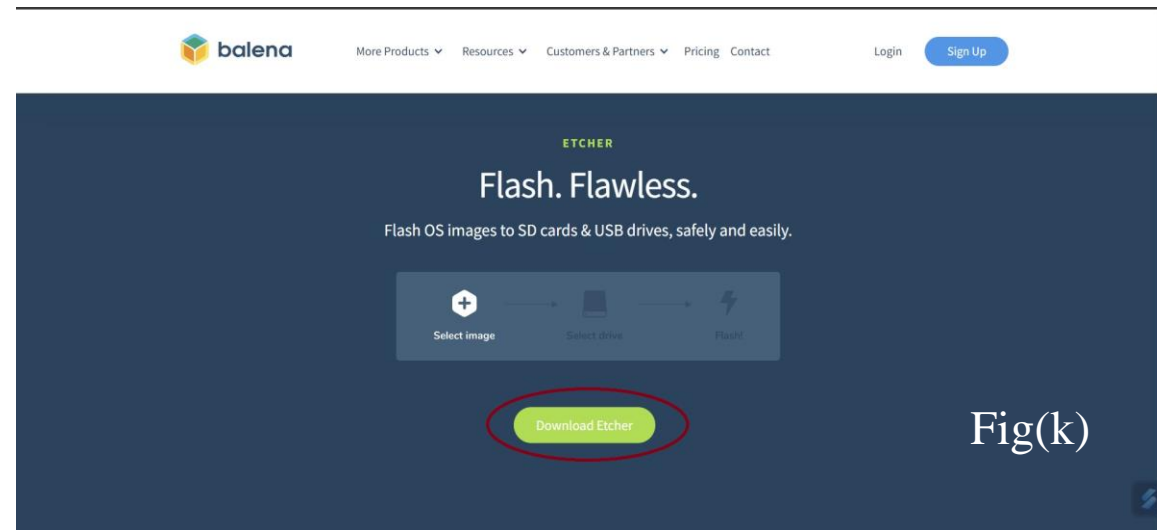 balena More Products Resources Customers & Partners Pricing Contact Login Sign Up
ETCHER
Flash. Flawless.
Flash OS images to SD cards & USB drives, safely and easily.
Select image Select drive Flash!
Download Etcher
Fig(k)